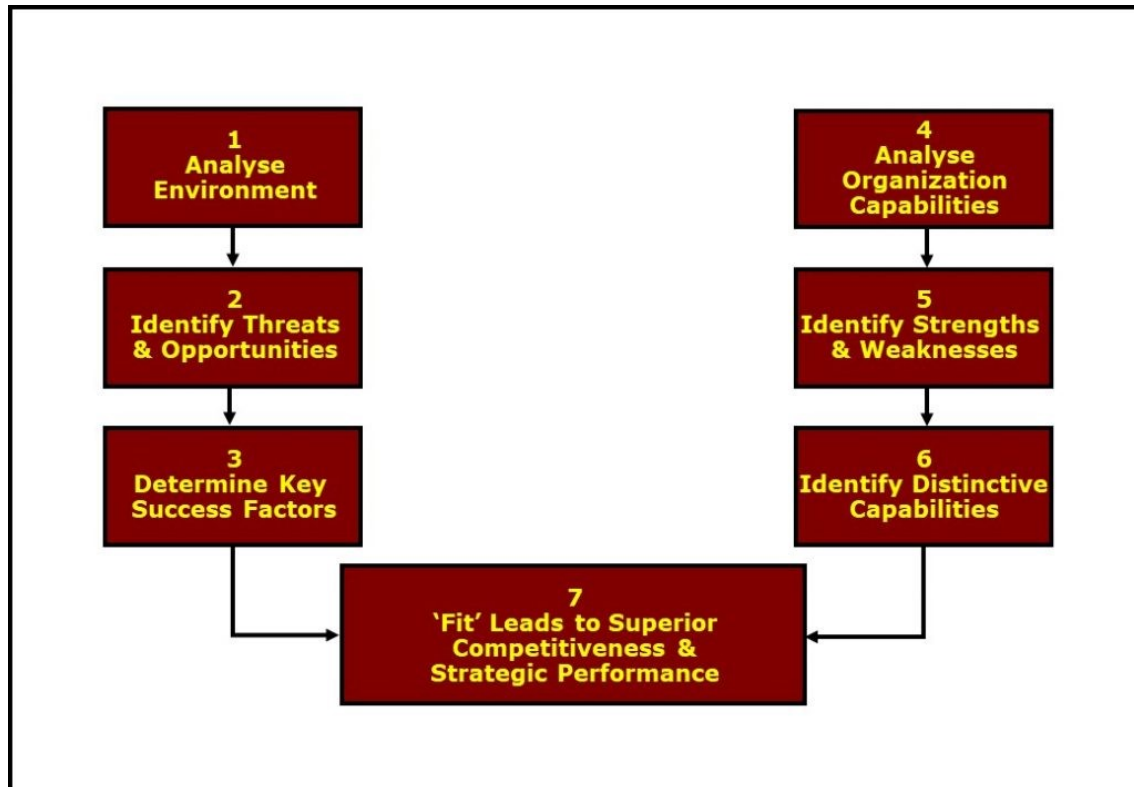 1
Analyse
Environment
2
Identify Threats
& Opportunities
3
Determine Key
Success Factors
4
Analyse
Organization
Capabilities
5
Identify Strengths
& Weaknesses
6
Identify Distinctive
Capabilities
7
‘Fit’ Leads to Superior
Competitiveness &
Strategic Performance